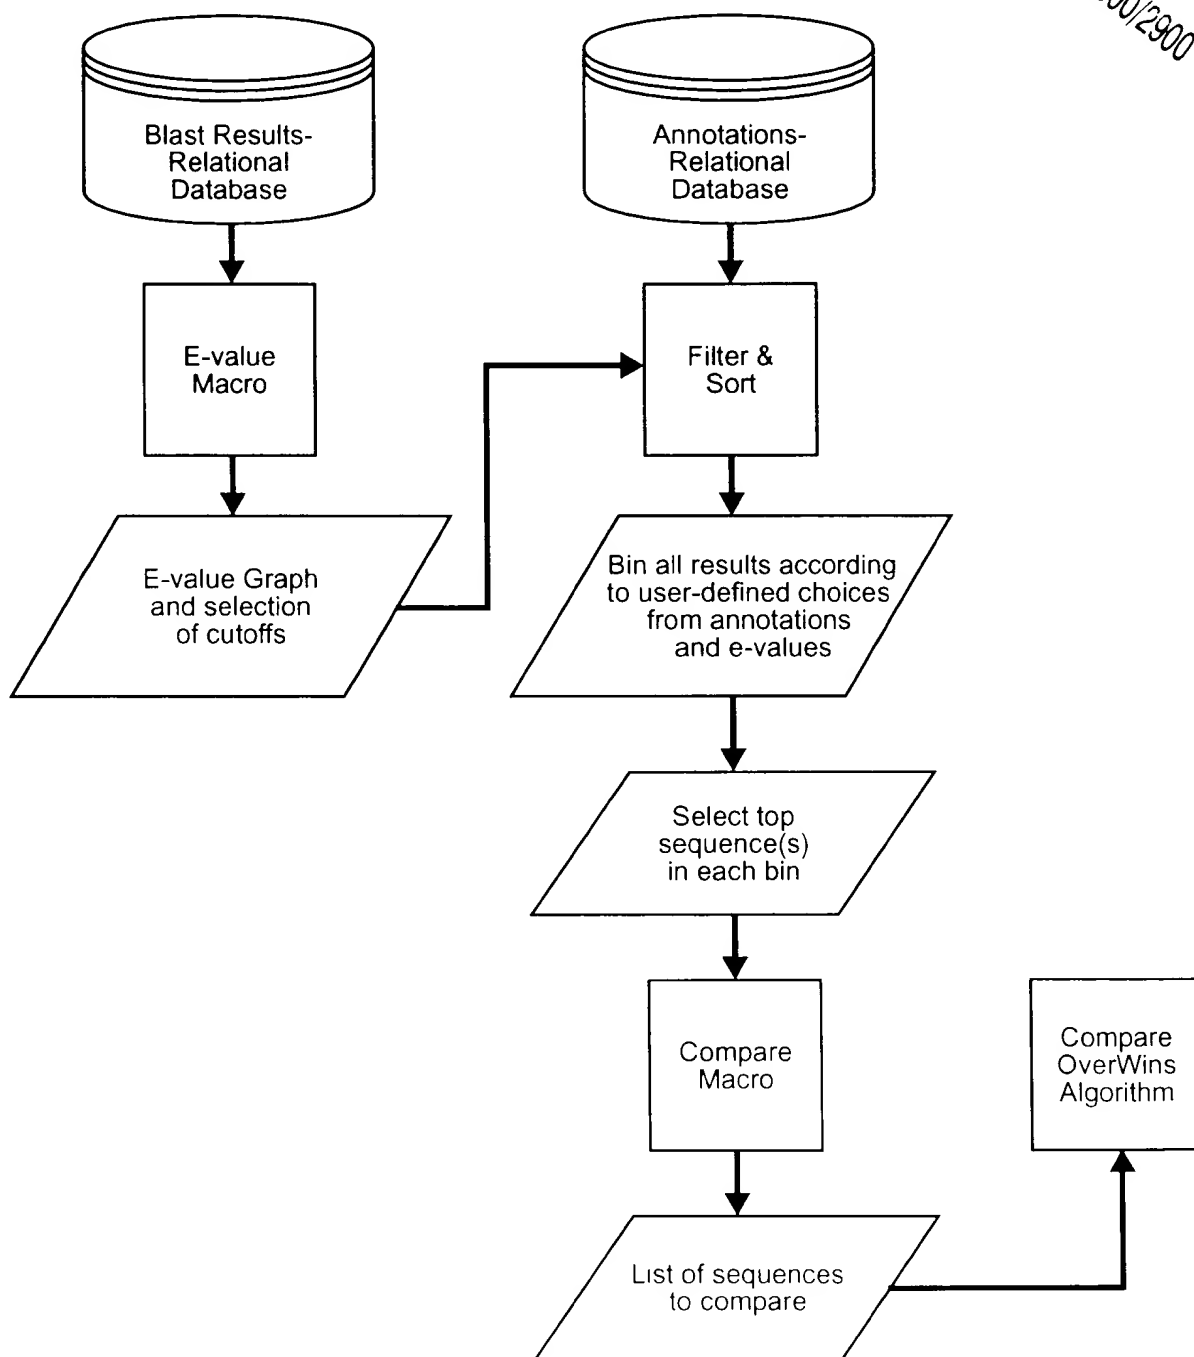 Blast Results-
Relational
Database
Annotations-
Relational
Database
E-value
Macro
Filter &
Sort
E-value Graph
and selection
of cutoffs
Bin all results according
to user-defined choices
from annotations
and e-values
Select top
sequence(s)
in each bin
Compare
Macro
Compare
OverWins
Algorithm
List of sequences
to compare